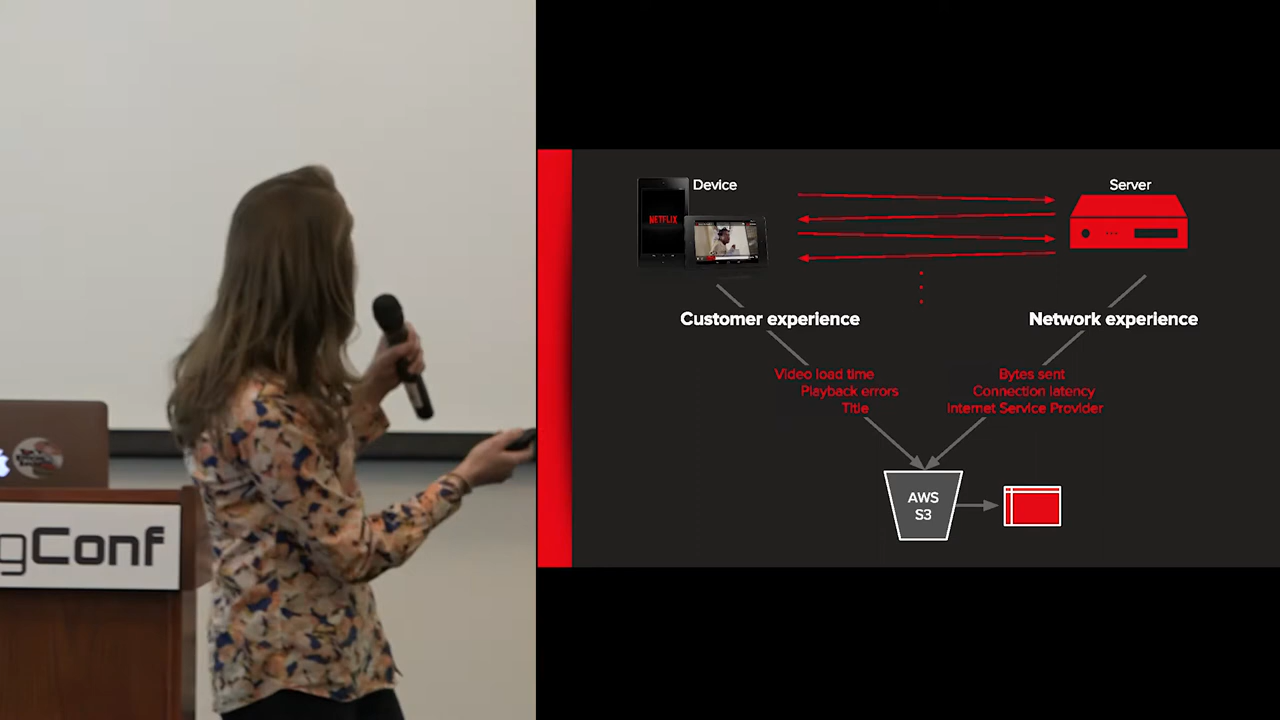 gConf
Device
Server
NETFLIX
Customer experience
Network experience
Video load time
Playback errors
Title
Bytes sent
Connection latency
Internet Service Provider
AWS
S3